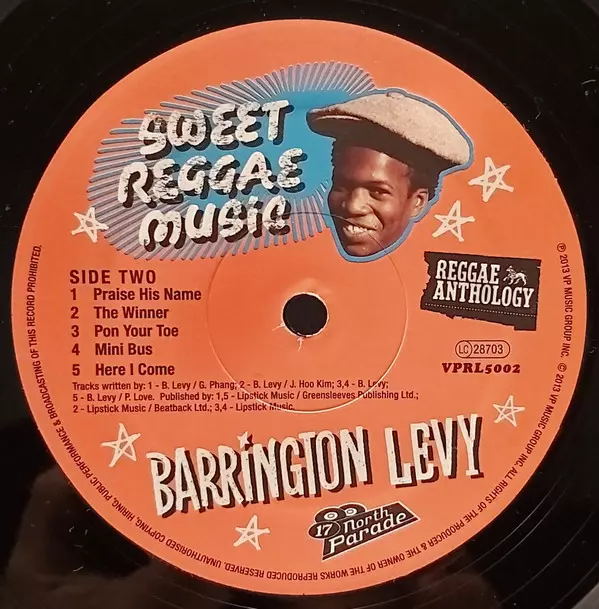 SWEET
REGGAE
MUSIC
SIDE TWO
1 Praise His Name
2 The Winner
3 Pon Your Toe
4 Mini Bus
5 Here I Come
REGGAE
ANTHOLOGY
LC 28703
VPRL5002
Tracks written by: 1 - B. Levy / G. Phang; 2 - B. Levy / J. Hoo Kim; 3,4 - B. Levy;
5 - B. Levy / P. Love. Published by: 1,5 - Lipstick Music / Greensleeves Publishing Ltd.;
2 - Lipstick Music / Beatback Ltd.; 3,4 - Lipstick Music.
BARRINGTON LEVY
17 North
Parade
℗ 2013 VP MUSIC GROUP INC. © 2013 VP MUSIC GROUP INC. ALL RIGHTS OF THE PRODUCER & THE OWNER OF THE WORKS REPRODUCED RESERVED. UNAUTHORISED COPYING, HIRING, PUBLIC PERFORMANCE & BROADCASTING OF THIS RECORD PROHIBITED.